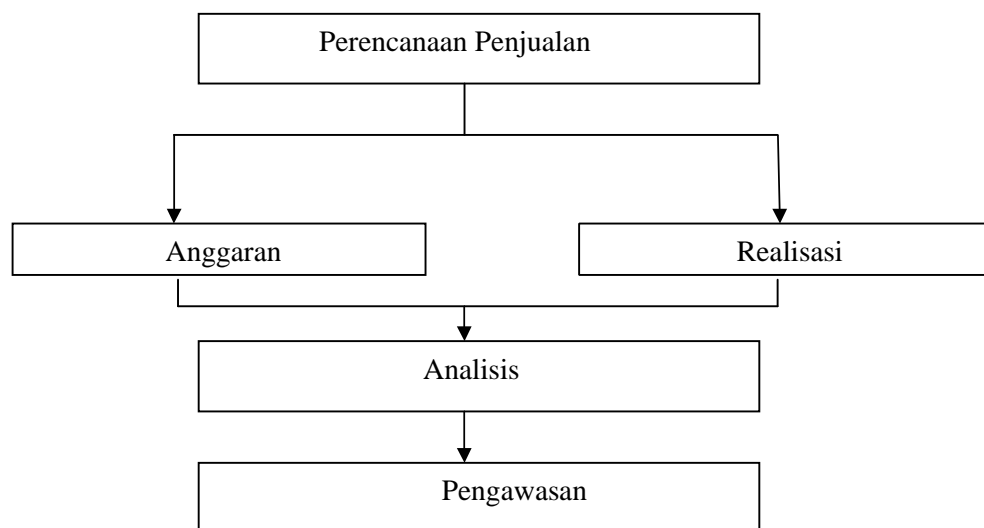 Perencanaan Penjualan
Anggaran
Realisasi
Analisis
Pengawasan